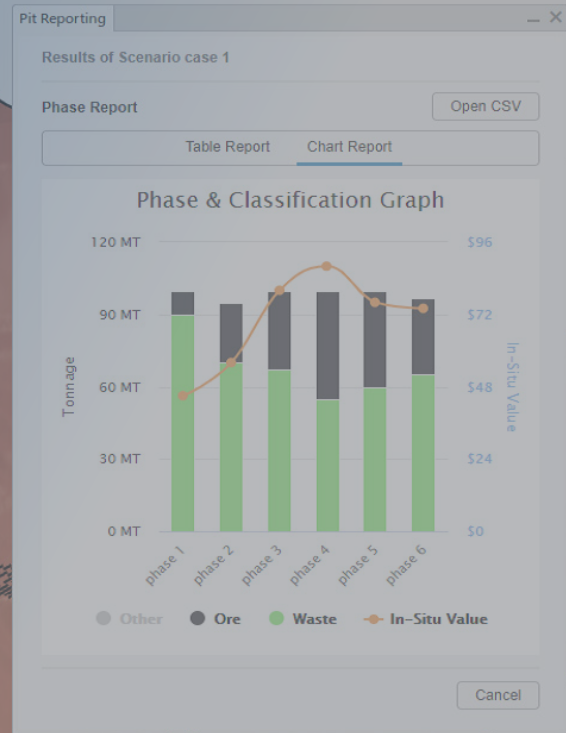 Pit Reporting
Results of Scenario case 1
Phase Report
Open CSV
Table Report Chart Report
Phase & Classification Graph
120 MT $96
90 MT $72
60 MT $48
30 MT $24
0 MT $0
Tonnage
In-Situ Value
phase 1 phase 2 phase 3 phase 4 phase 5 phase 6
Other Ore Waste In-Situ Value
Cancel